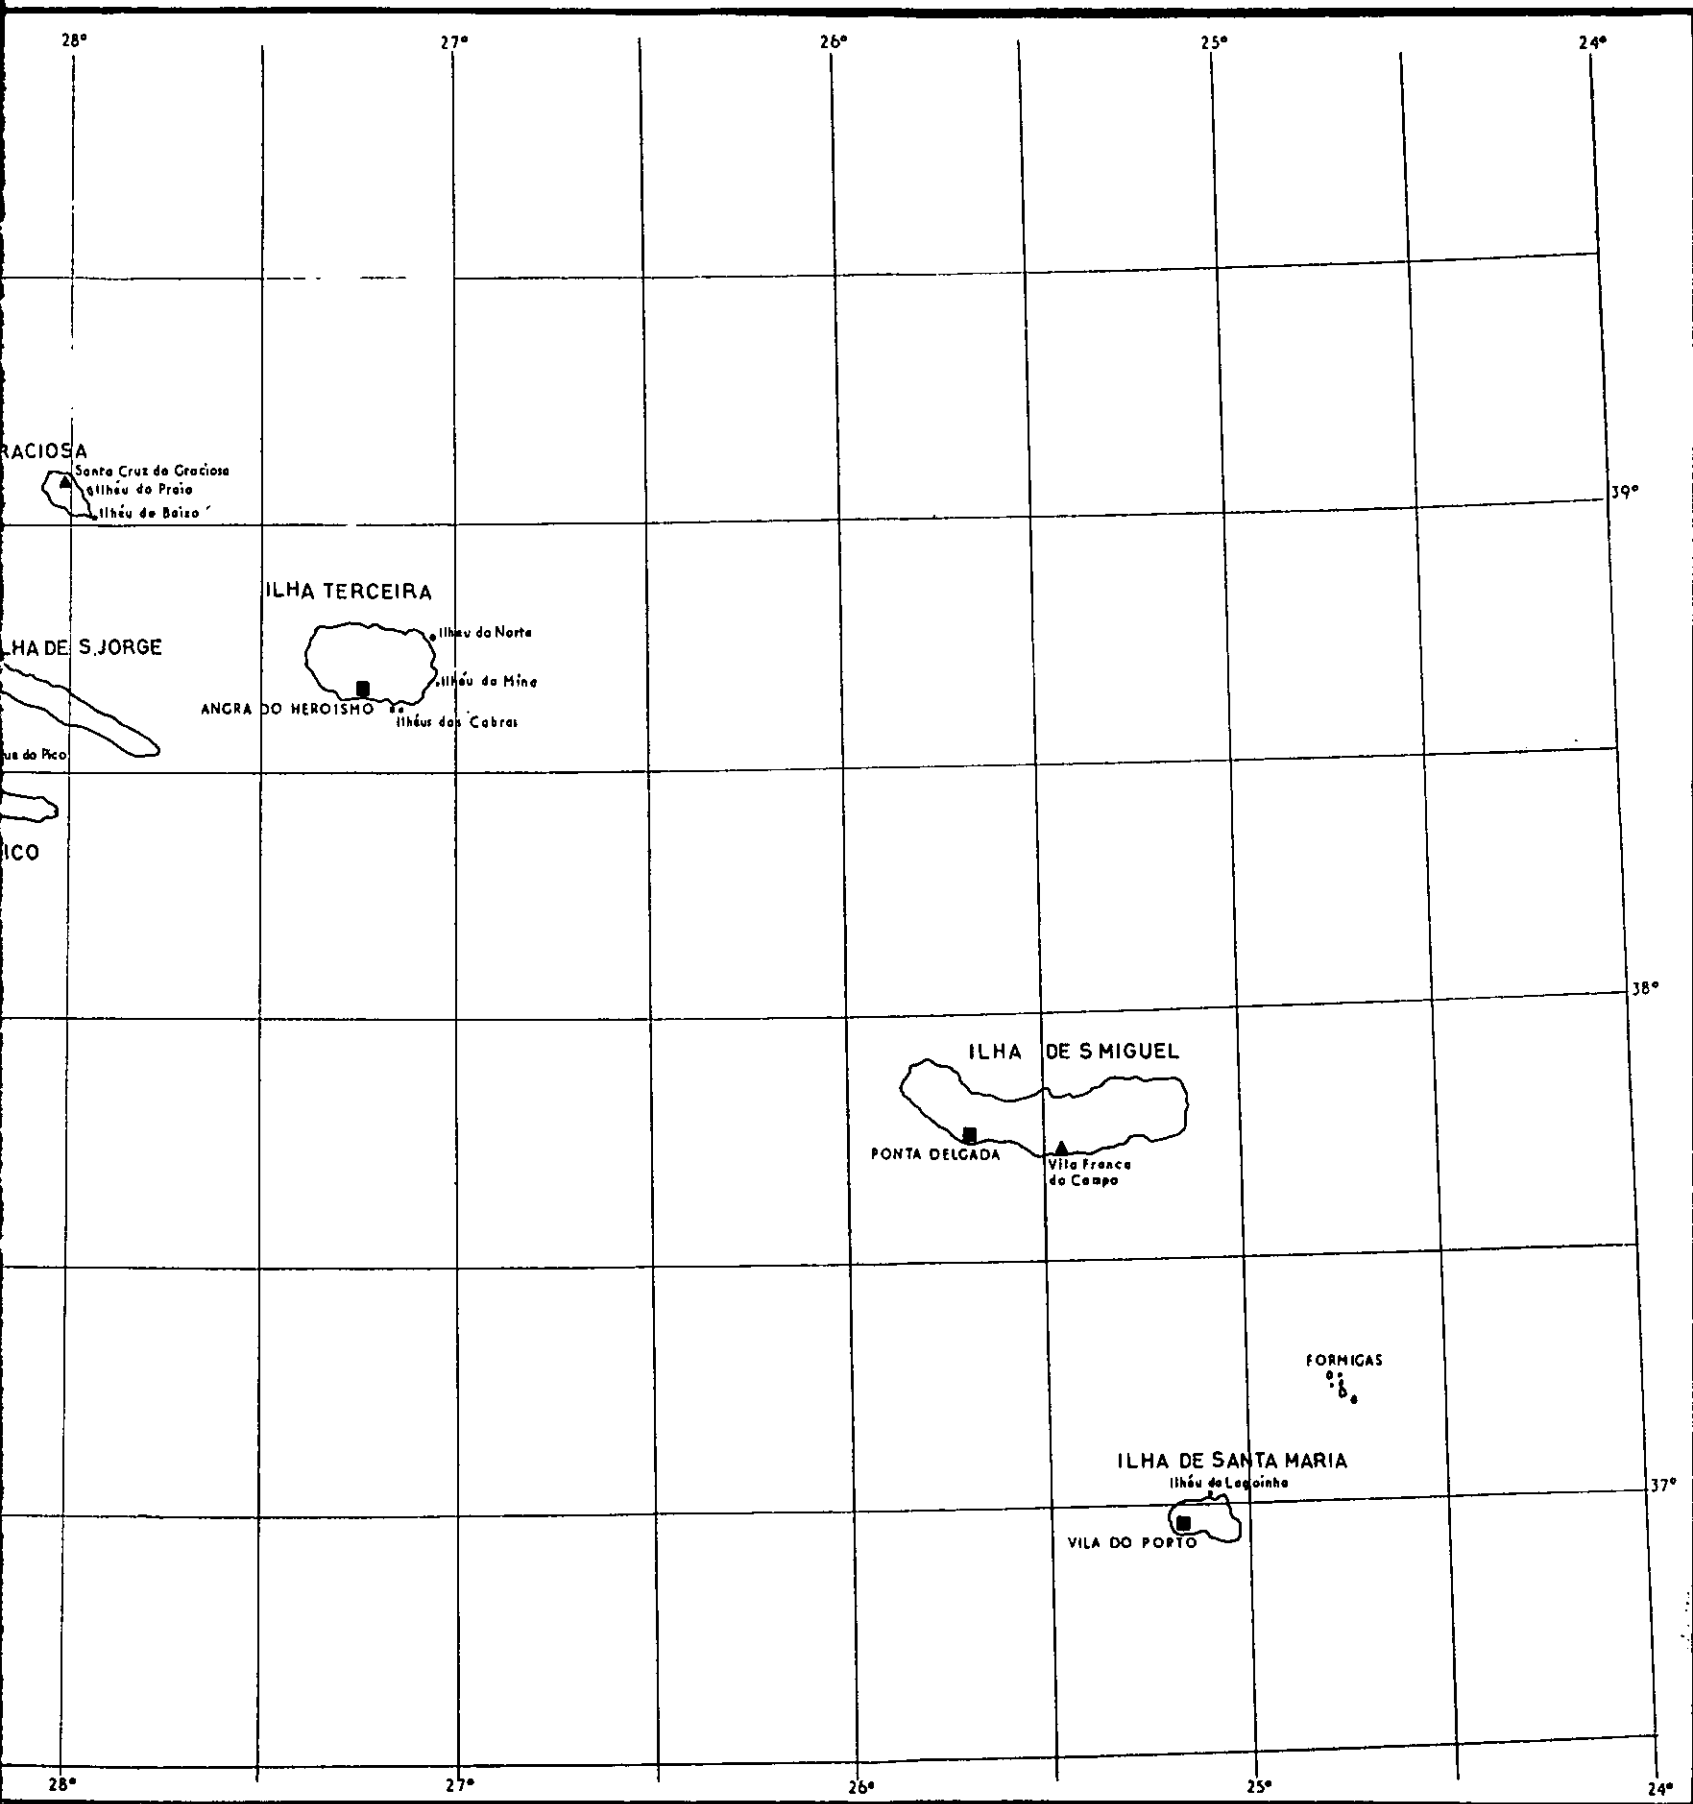 28° 27° 26° 25° 24°
RACIOSA
Santa Cruz da Graciosa
Ilhéu da Praia
Ilhéu de Baixo
39°
ILHA TERCEIRA
Ilhéu do Norte
LHA DE S.JORGE
Ilhéu da Mina
ANGRA DO HEROISMO
Ilhéus das Cabras
us do Pico
ICO
38°
ILHA DE S MIGUEL
PONTA DELGADA
Vila Franca
do Campo
FORMIGAS
ILHA DE SANTA MARIA
Ilhéu da Lagoinha
37°
VILA DO PORTO
28° 27° 26° 25° 24°